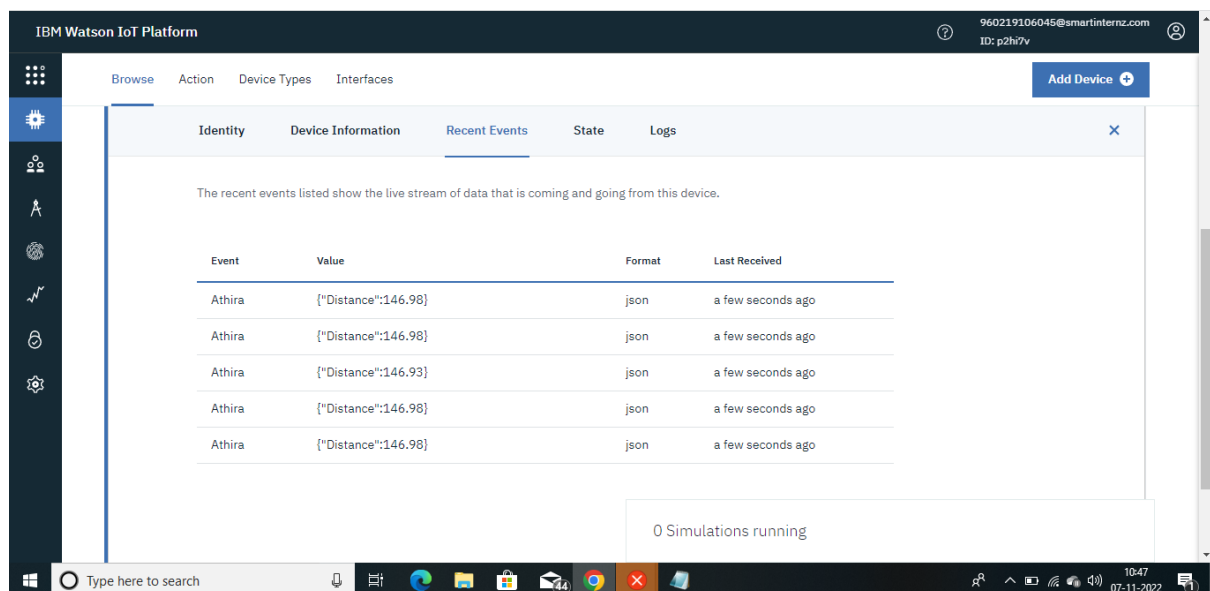 IBM Watson IoT Platform
960219106045@smartinternz.com
ID: p2hi7v
Browse Action Device Types Interfaces
Add Device
Identity Device Information Recent Events State Logs
The recent events listed show the live stream of data that is coming and going from this device.
Event Value Format Last Received
Athira {"Distance":146.98} json a few seconds ago
Athira {"Distance":146.98} json a few seconds ago
Athira {"Distance":146.93} json a few seconds ago
Athira {"Distance":146.98} json a few seconds ago
Athira {"Distance":146.98} json a few seconds ago
0 Simulations running
Type here to search
44
10:47
07-11-2022
1